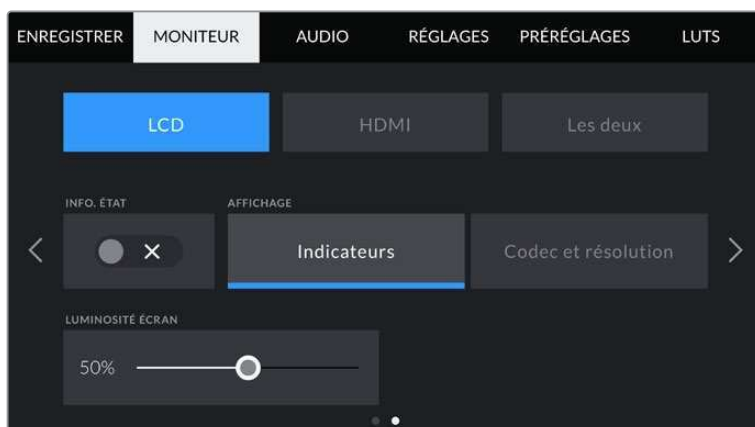 ENREGISTRER MONITEUR AUDIO RÉGLAGES PRÉRÉGLAGES LUTS
LCD HDMI Les deux
INFO. ÉTAT AFFICHAGE
Indicateurs Codec et résolution
LUMINOSITÉ ÉCRAN
50%